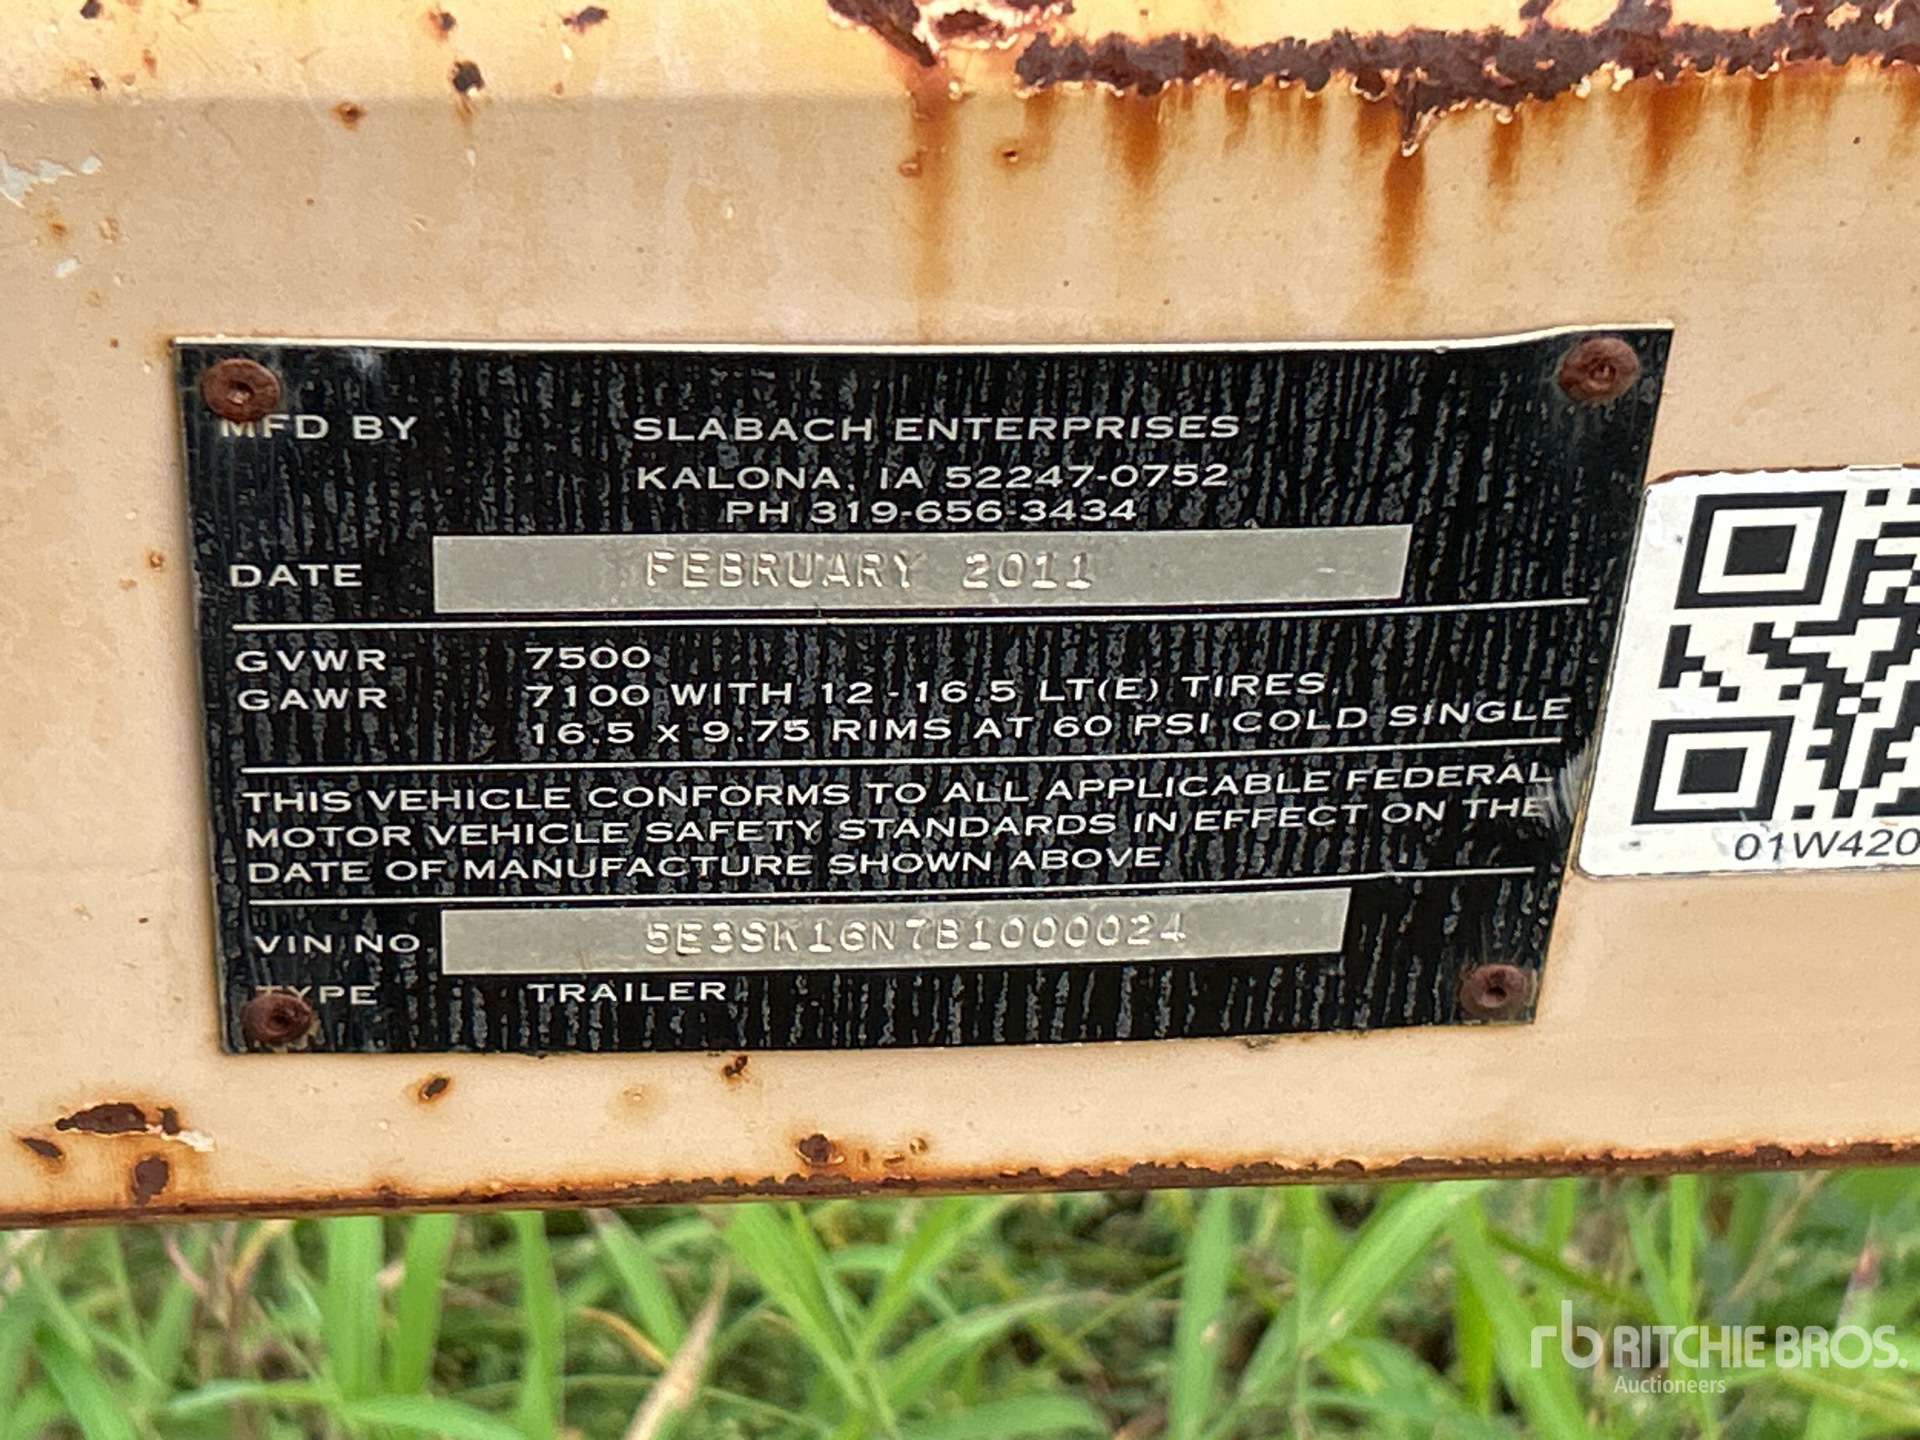 MFD BY SLABACH ENTERPRISES
KALONA, IA 52247-0752
PH 319-656-3434
DATE FEBRUARY 2011
GVWR 7500
GAWR 7100 WITH 12-16.5 LT(E) TIRES,
16.5 x 9.75 RIMS AT 60 PSI COLD SINGLE
THIS VEHICLE CONFORMS TO ALL APPLICABLE FEDERAL
MOTOR VEHICLE SAFETY STANDARDS IN EFFECT ON THE
DATE OF MANUFACTURE SHOWN ABOVE
VIN NO. 5E3SK16N7B1000024
TYPE TRAILER
01W420
rb RITCHIE BROS.
Auctioneers